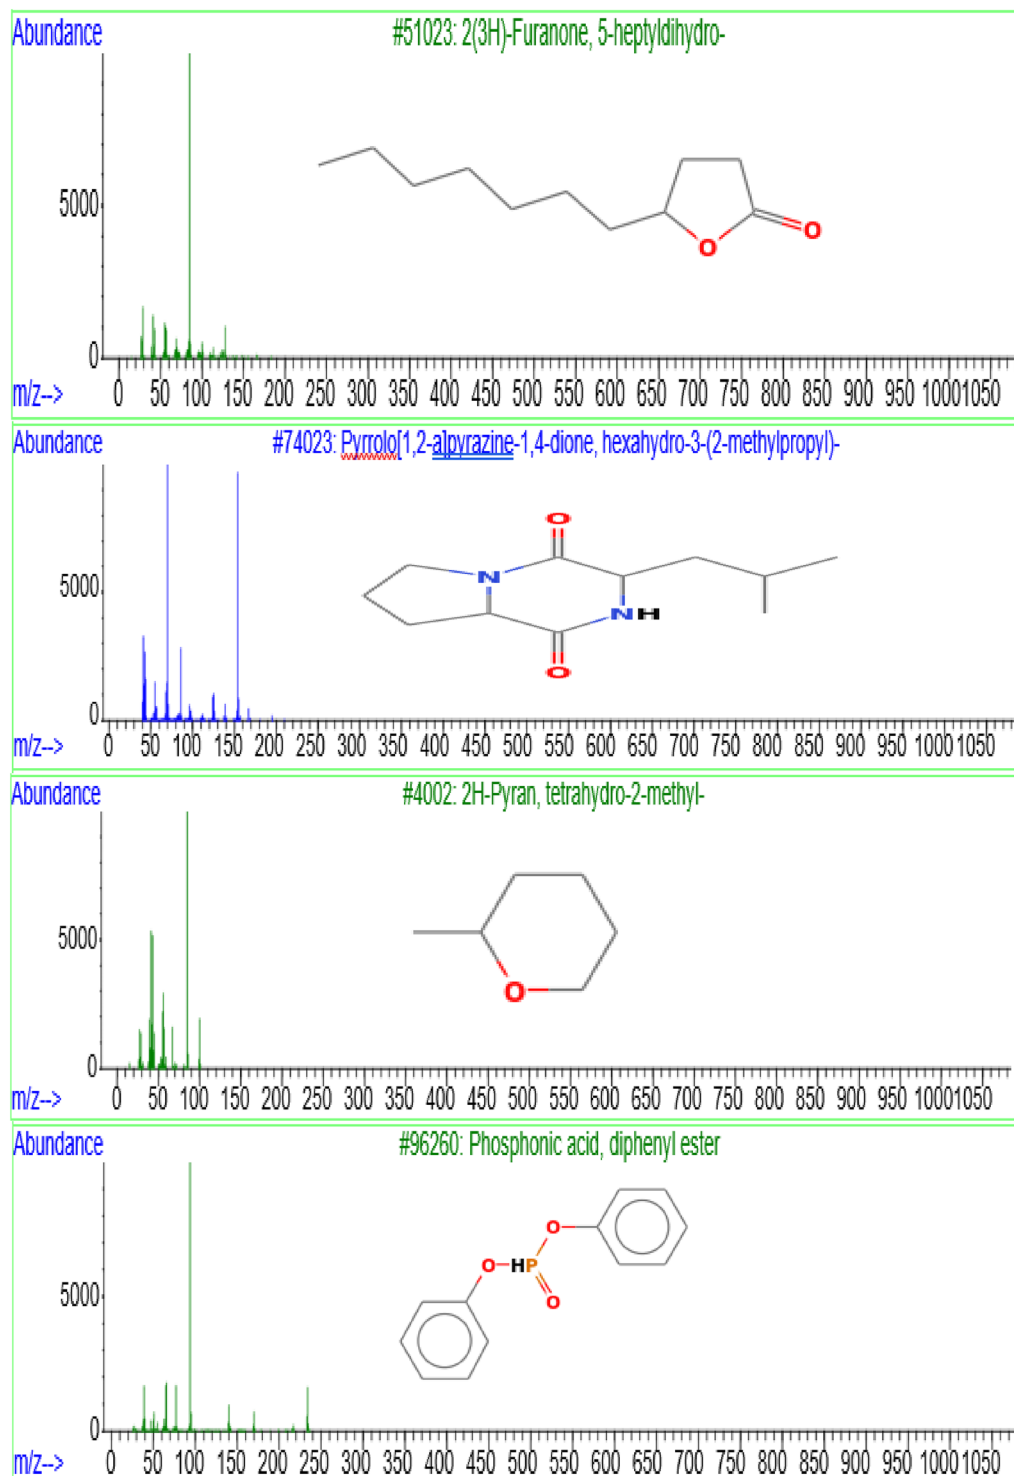 Abundance
#51023: 2(3H)-Furanone, 5-heptyldihydro-
5000
O
O
0
m/z-->
0 50 100 150 200 250 300 350 400 450 500 550 600 650 700 750 800 850 900 950 1000 1050
Abundance
#74023: Pyrrolo[1,2-a]pyrazine-1,4-dione, hexahydro-3-(2-methylpropyl)-
O
N
5000
N H
O
0
m/z-->
0 50 100 150 200 250 300 350 400 450 500 550 600 650 700 750 800 850 900 950 1000 1050
Abundance
#4002: 2H-Pyran, tetrahydro-2-methyl-
5000
O
0
m/z-->
0 50 100 150 200 250 300 350 400 450 500 550 600 650 700 750 800 850 900 950 1000 1050
Abundance
#96260: Phosphonic acid, diphenyl ester
O
O HP
5000
O
0
m/z-->
0 50 100 150 200 250 300 350 400 450 500 550 600 650 700 750 800 850 900 950 1000 1050